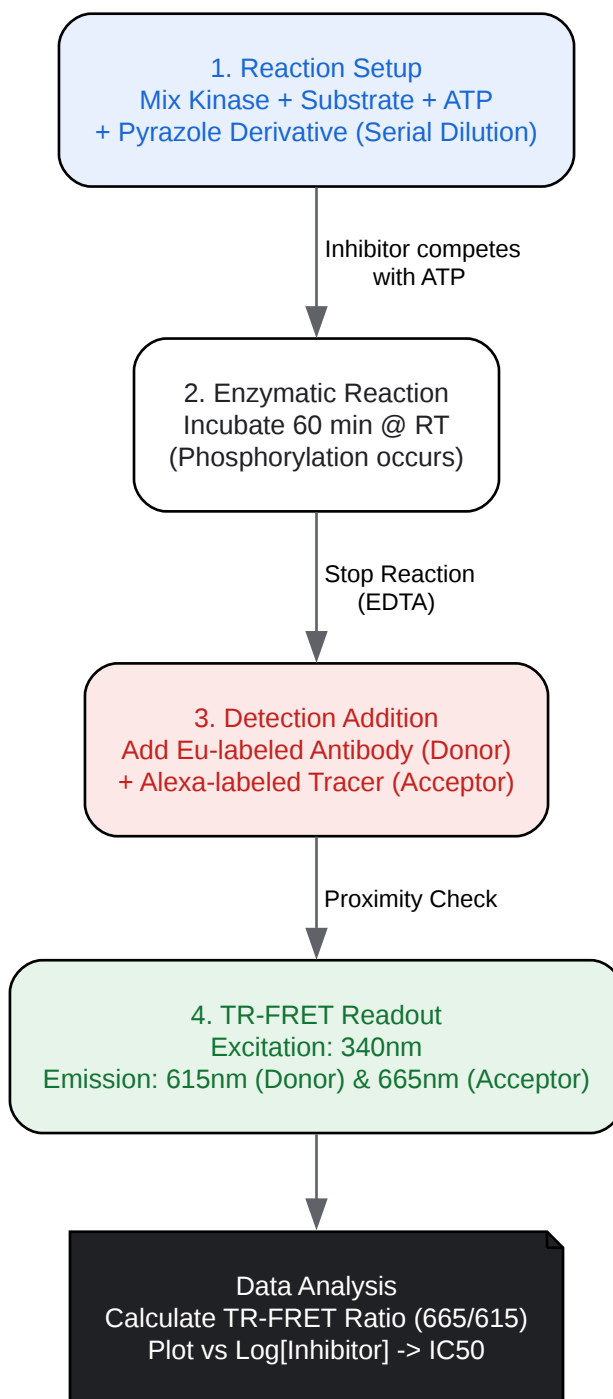 1. Reaction Setup
Mix Kinase + Substrate + ATP
+ Pyrazole Derivative (Serial Dilution)
Inhibitor competes
with ATP
2. Enzymatic Reaction
Incubate 60 min @ RT
(Phosphorylation occurs)
Stop Reaction
(EDTA)
3. Detection Addition
Add Eu-labeled Antibody (Donor)
+ Alexa-labeled Tracer (Acceptor)
Proximity Check
4. TR-FRET Readout
Excitation: 340nm
Emission: 615nm (Donor) & 665nm (Acceptor)
Data Analysis
Calculate TR-FRET Ratio (665/615)
Plot vs Log[Inhibitor] -> IC50